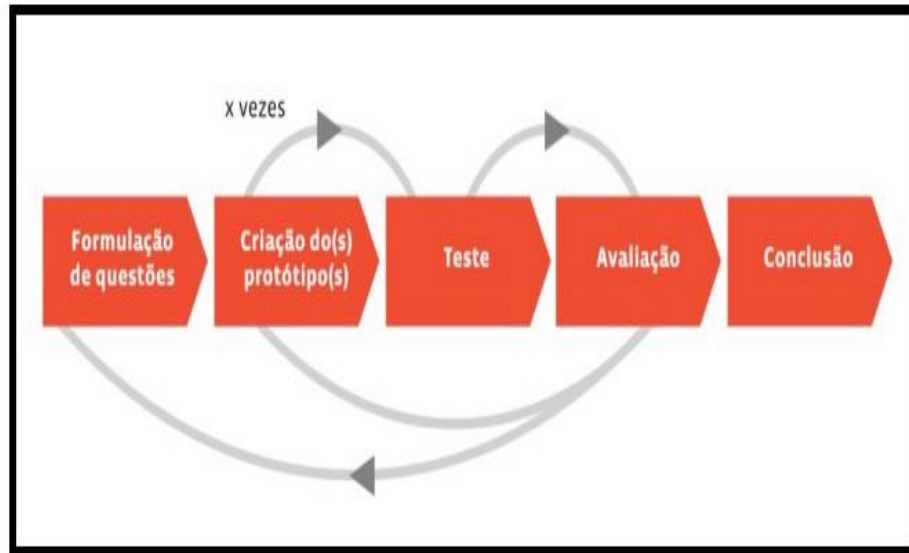 x vezes
Formulação
de questões
Criação do(s)
protótipo(s)
Teste
Avaliação
Conclusão